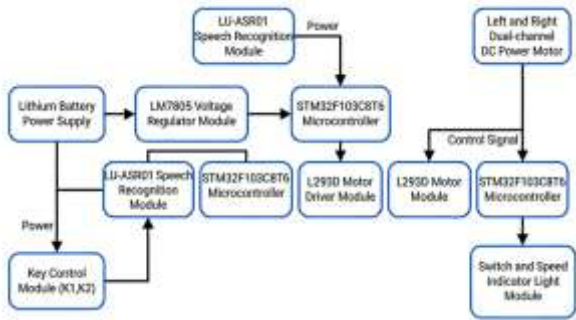 LU-ASR01
Speech Recognition
Module
Power
Left and Right
Dual-channel
DC Power Motor
Lithium Battery
Power Supply
LM7805 Voltage
Regulator Module
STM32F103C8T6
Microcontroller
Control Signal
LU-ASR01 Speech
Recognition
Module
STM32F103C8T6
Microcontroller
L293D Motor
Driver Module
L293D Motor
Module
STM32F103C8T6
Microcontroller
Power
Key Control
Module (K1,K2)
Switch and Speed
Indicator Light
Module